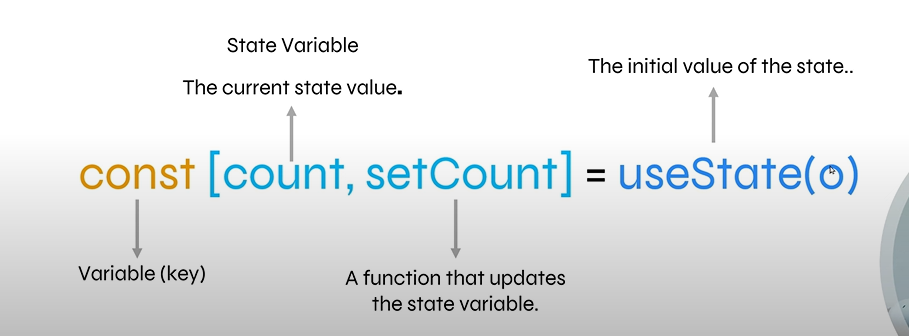 State Variable
The current state value.
The initial value of the state..
const [count, setCount] = useState(o)
Variable (key)
A function that updates
the state variable.